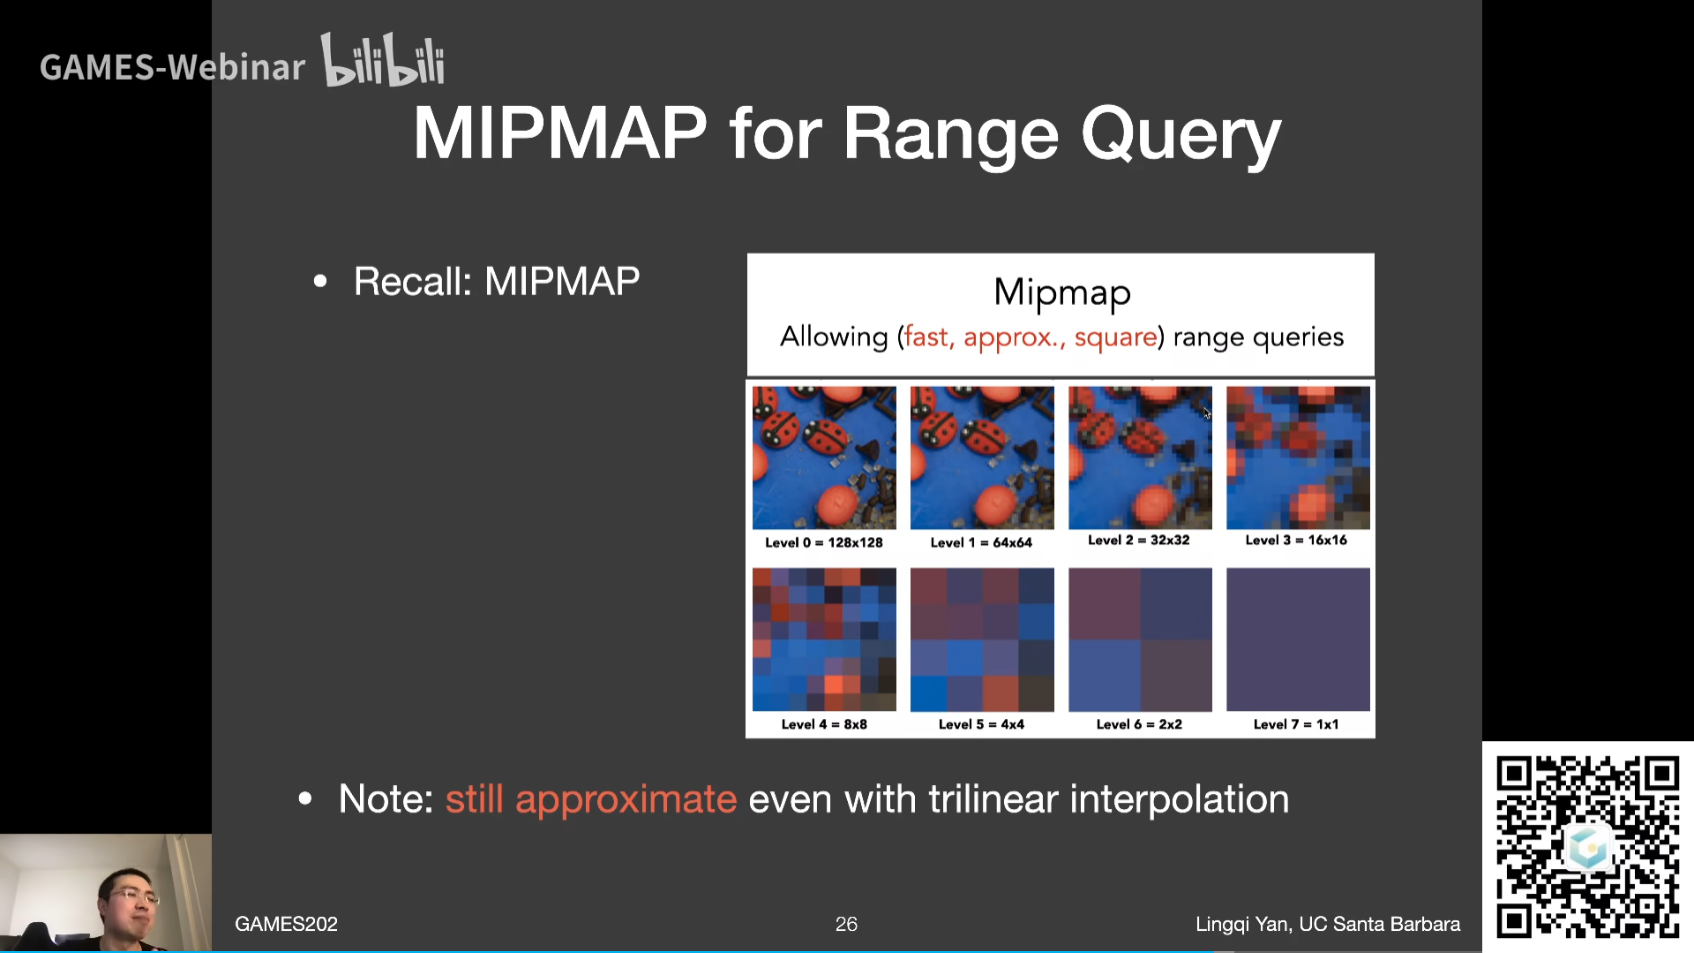 GAMES-Webinar bilibili
MIPMAP for Range Query
• Recall: MIPMAP
Mipmap
Allowing (fast, approx., square) range queries
Level 0 = 128x128
Level 1 = 64x64
Level 2 = 32x32
Level 3 = 16x16
Level 4 = 8x8
Level 5 = 4x4
Level 6 = 2x2
Level 7 = 1x1
• Note: still approximate even with trilinear interpolation
GAMES202
26
Lingqi Yan, UC Santa Barbara